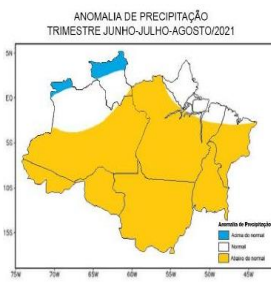 ANOMALIA DE PRECIPITAÇÃO
TRIMESTRE JUNHO-JULHO-AGOSTO/2021
5N
EQ
5S
10S
15S
75W 70W 65W 60W 55W 50W 45W
Anomalia de Precipitação
Acima do normal
Normal
Abaixo do normal